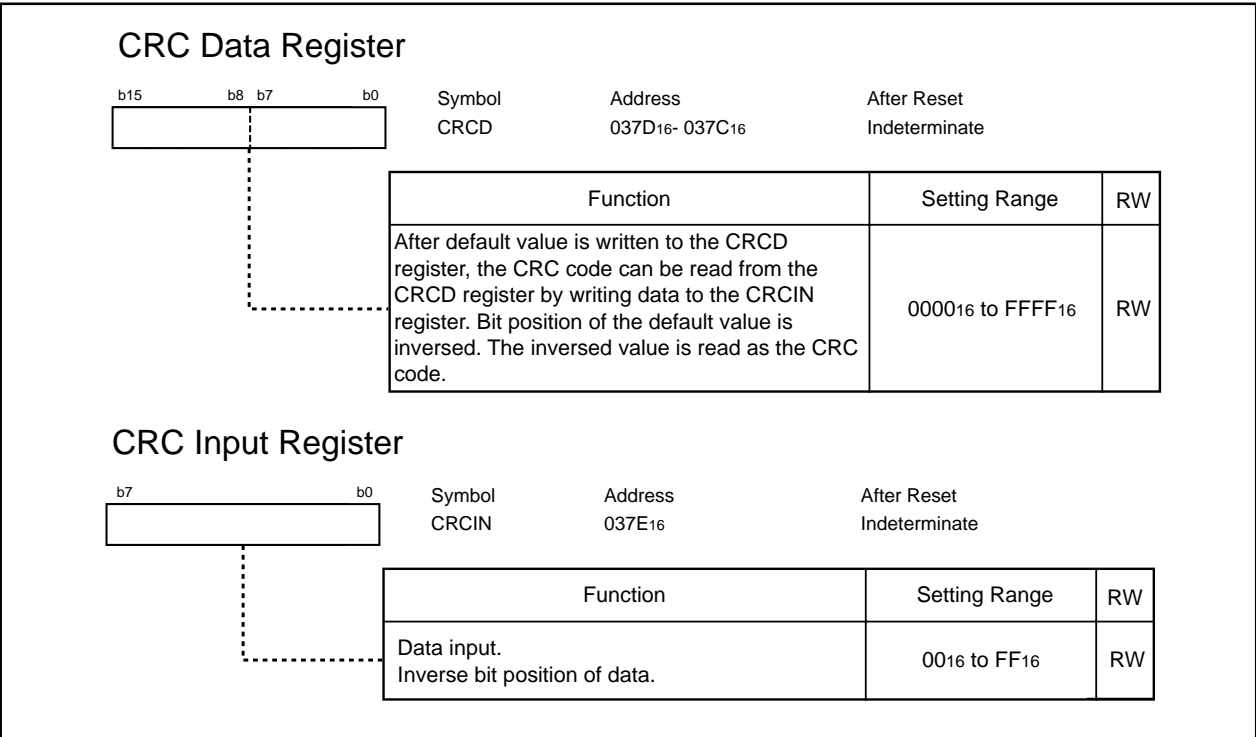 CRC Data Register
b15 b8 b7 b0 Symbol Address After Reset
CRCD 037D16- 037C16 Indeterminate
Function Setting Range RW
After default value is written to the CRCD
register, the CRC code can be read from the
CRCD register by writing data to the CRCIN
register. Bit position of the default value is
inversed. The inversed value is read as the CRC
code.
000016 to FFFF16 RW
CRC Input Register
b7 b0 Symbol Address After Reset
CRCIN 037E16 Indeterminate
Function Setting Range RW
Data input.
Inverse bit position of data.
0016 to FF16 RW